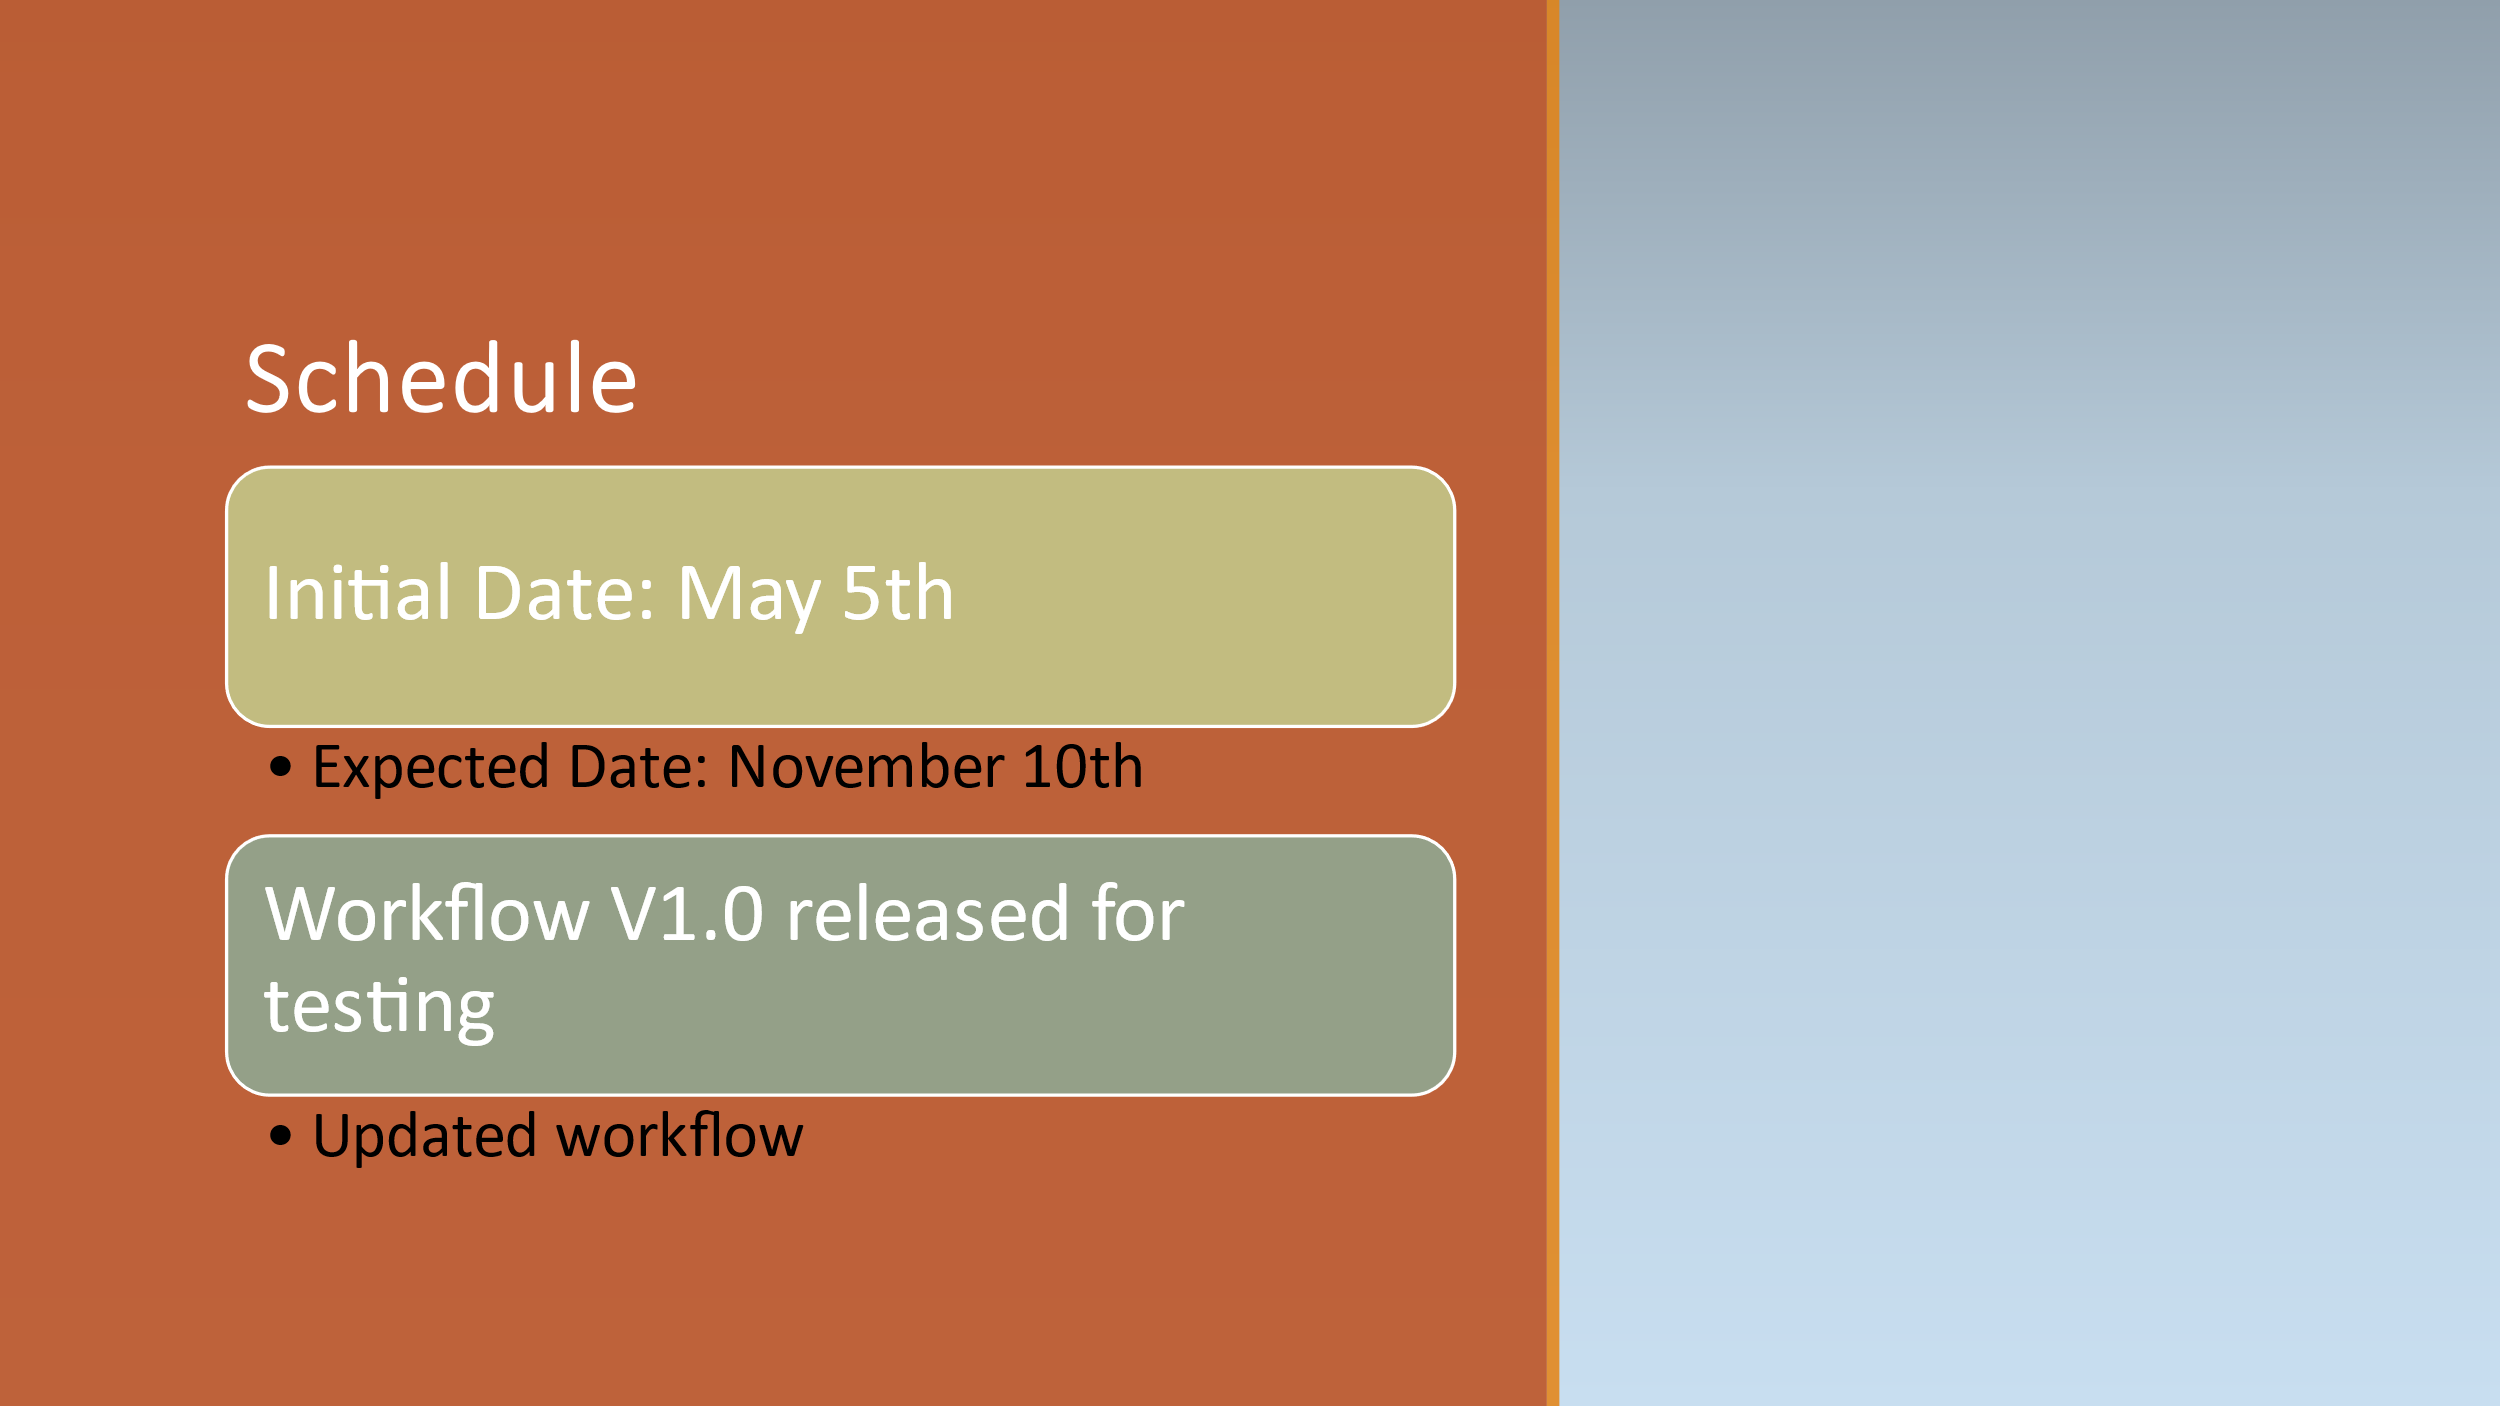 Schedule
Initial Date: May 5th
• Expected Date: November 10th
Workflow V1.0 released for
testing
• Updated workflow